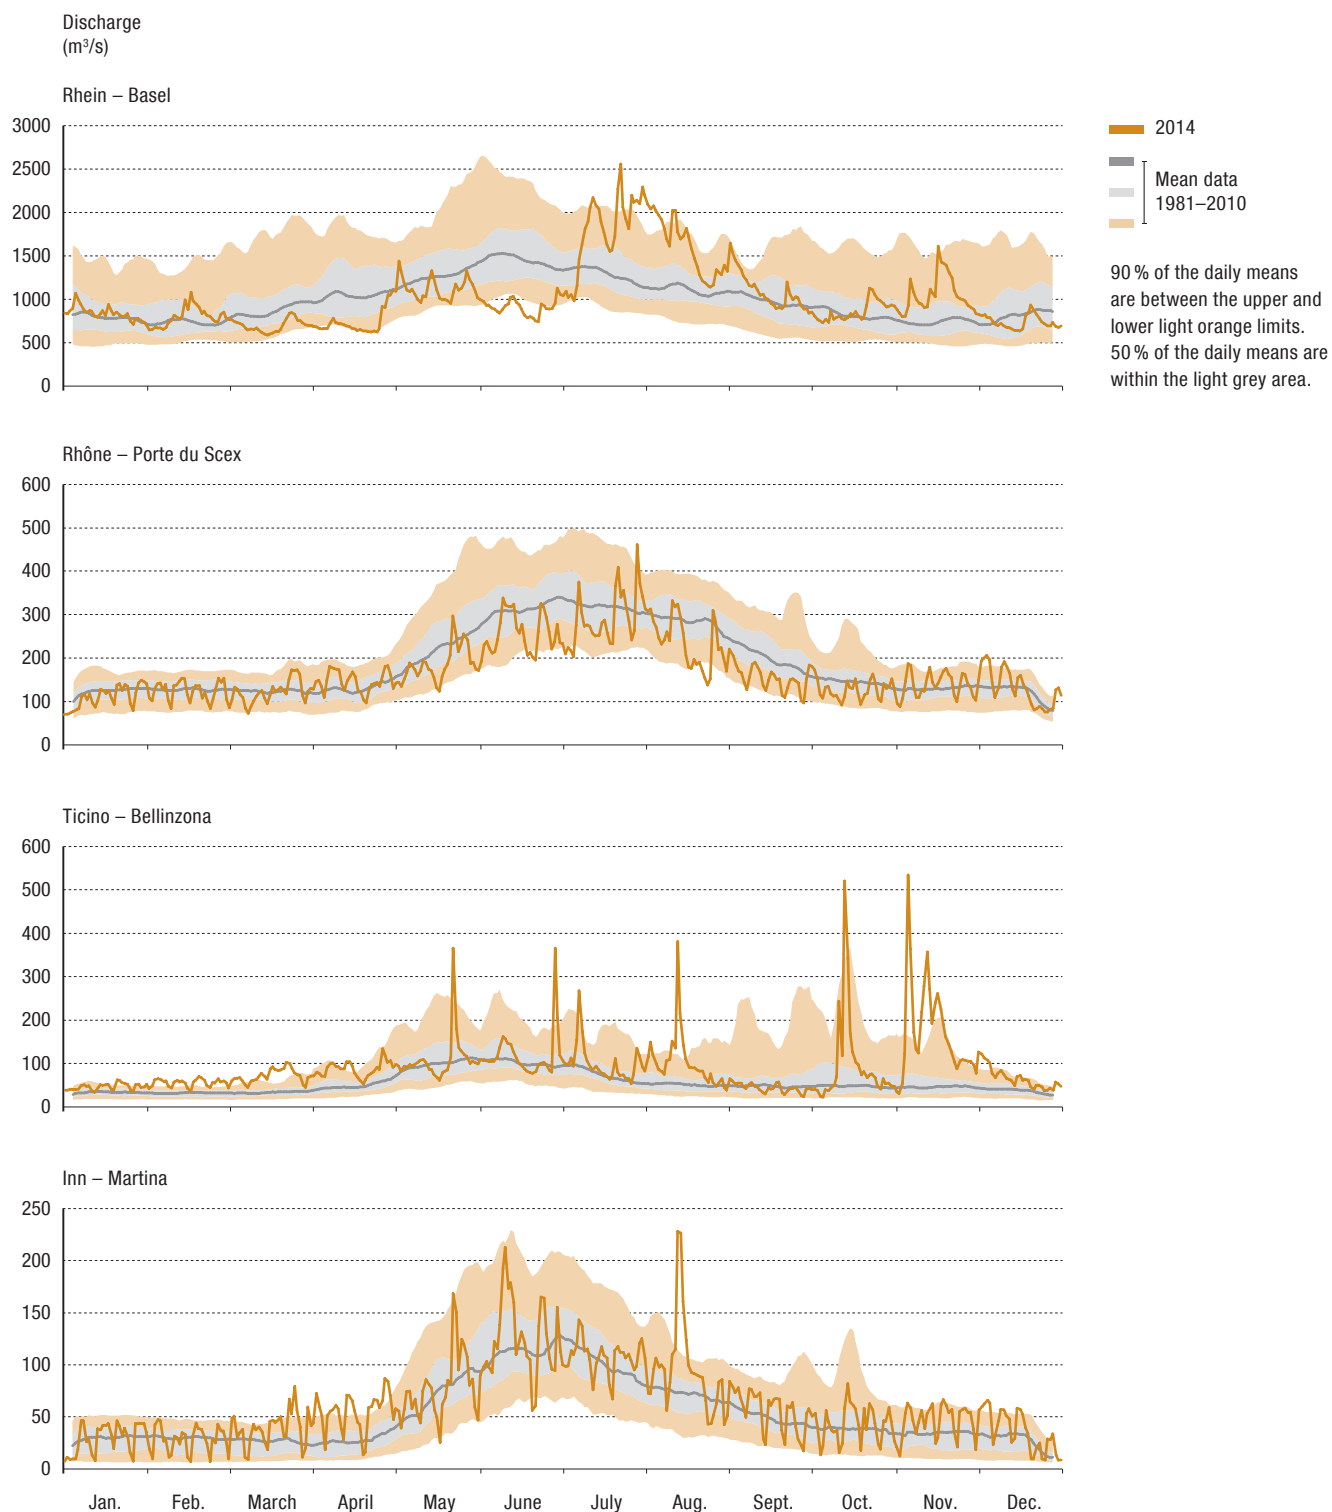 Discharge
(m³/s)
Rhein – Basel
3000
2500
2000
1500
1000
500
0
2014
Mean data
1981–2010
90 % of the daily means
are between the upper and
lower light orange limits.
50 % of the daily means are
within the light grey area.
Rhône – Porte du Scex
600
500
400
300
200
100
0
Ticino – Bellinzona
600
500
400
300
200
100
0
Inn – Martina
250
200
150
100
50
0
Jan. Feb. March April May June July Aug. Sept. Oct. Nov. Dec.